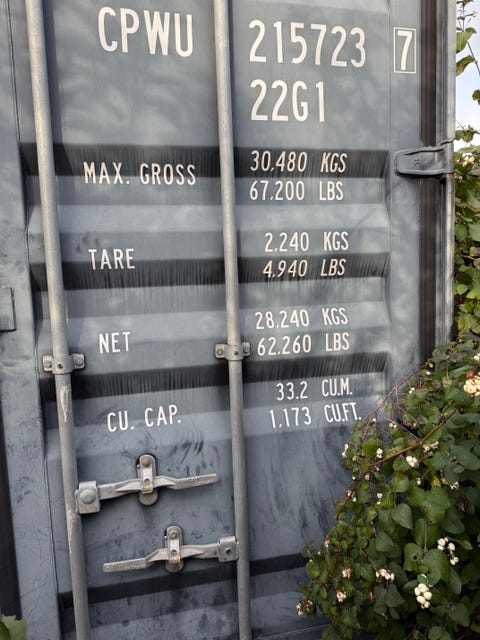 CPWU 215723 7
22G1
MAX. GROSS 30.480 KGS
67.200 LBS
TARE 2.240 KGS
4.940 LBS
NET 28.240 KGS
62.260 LBS
CU. CAP. 33.2 CU.M.
1,173 CU.FT.